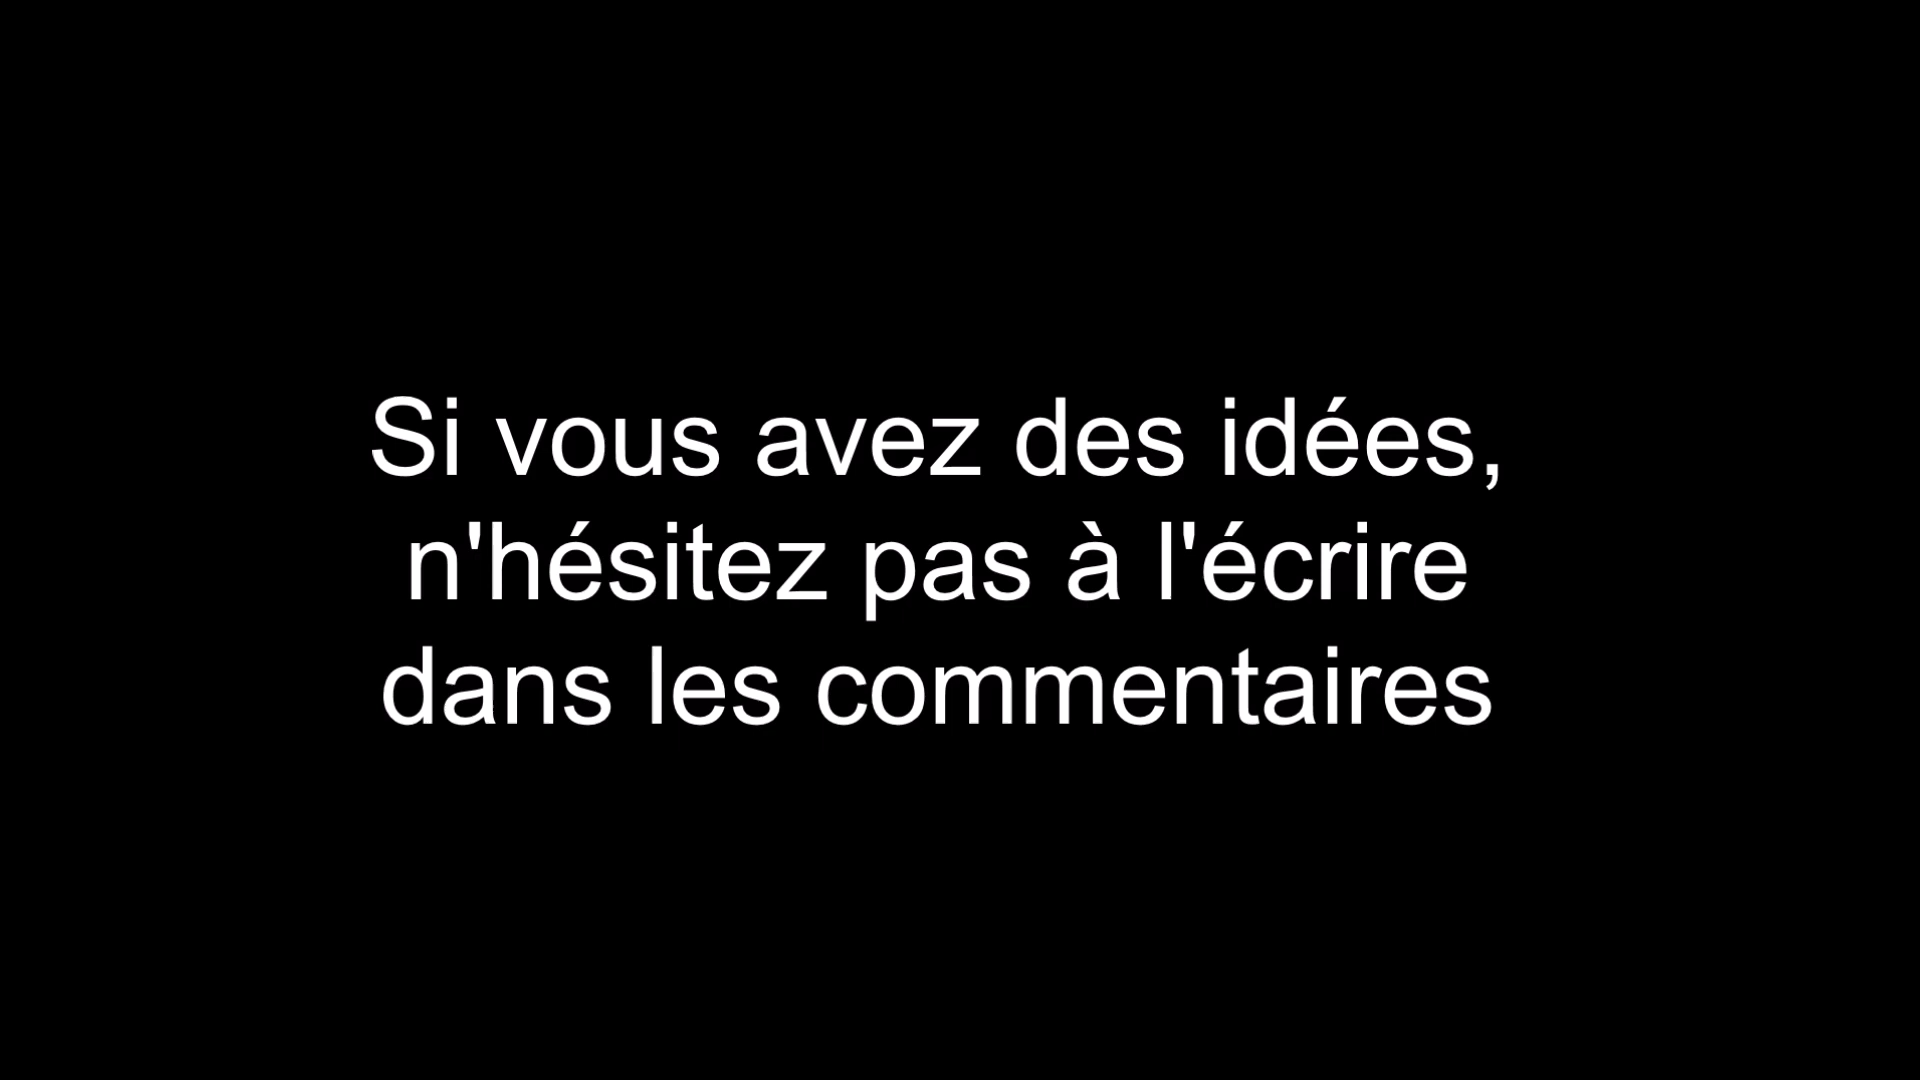 Si vous avez des idées,
n'hésitez pas à l'écrire
dans les commentaires